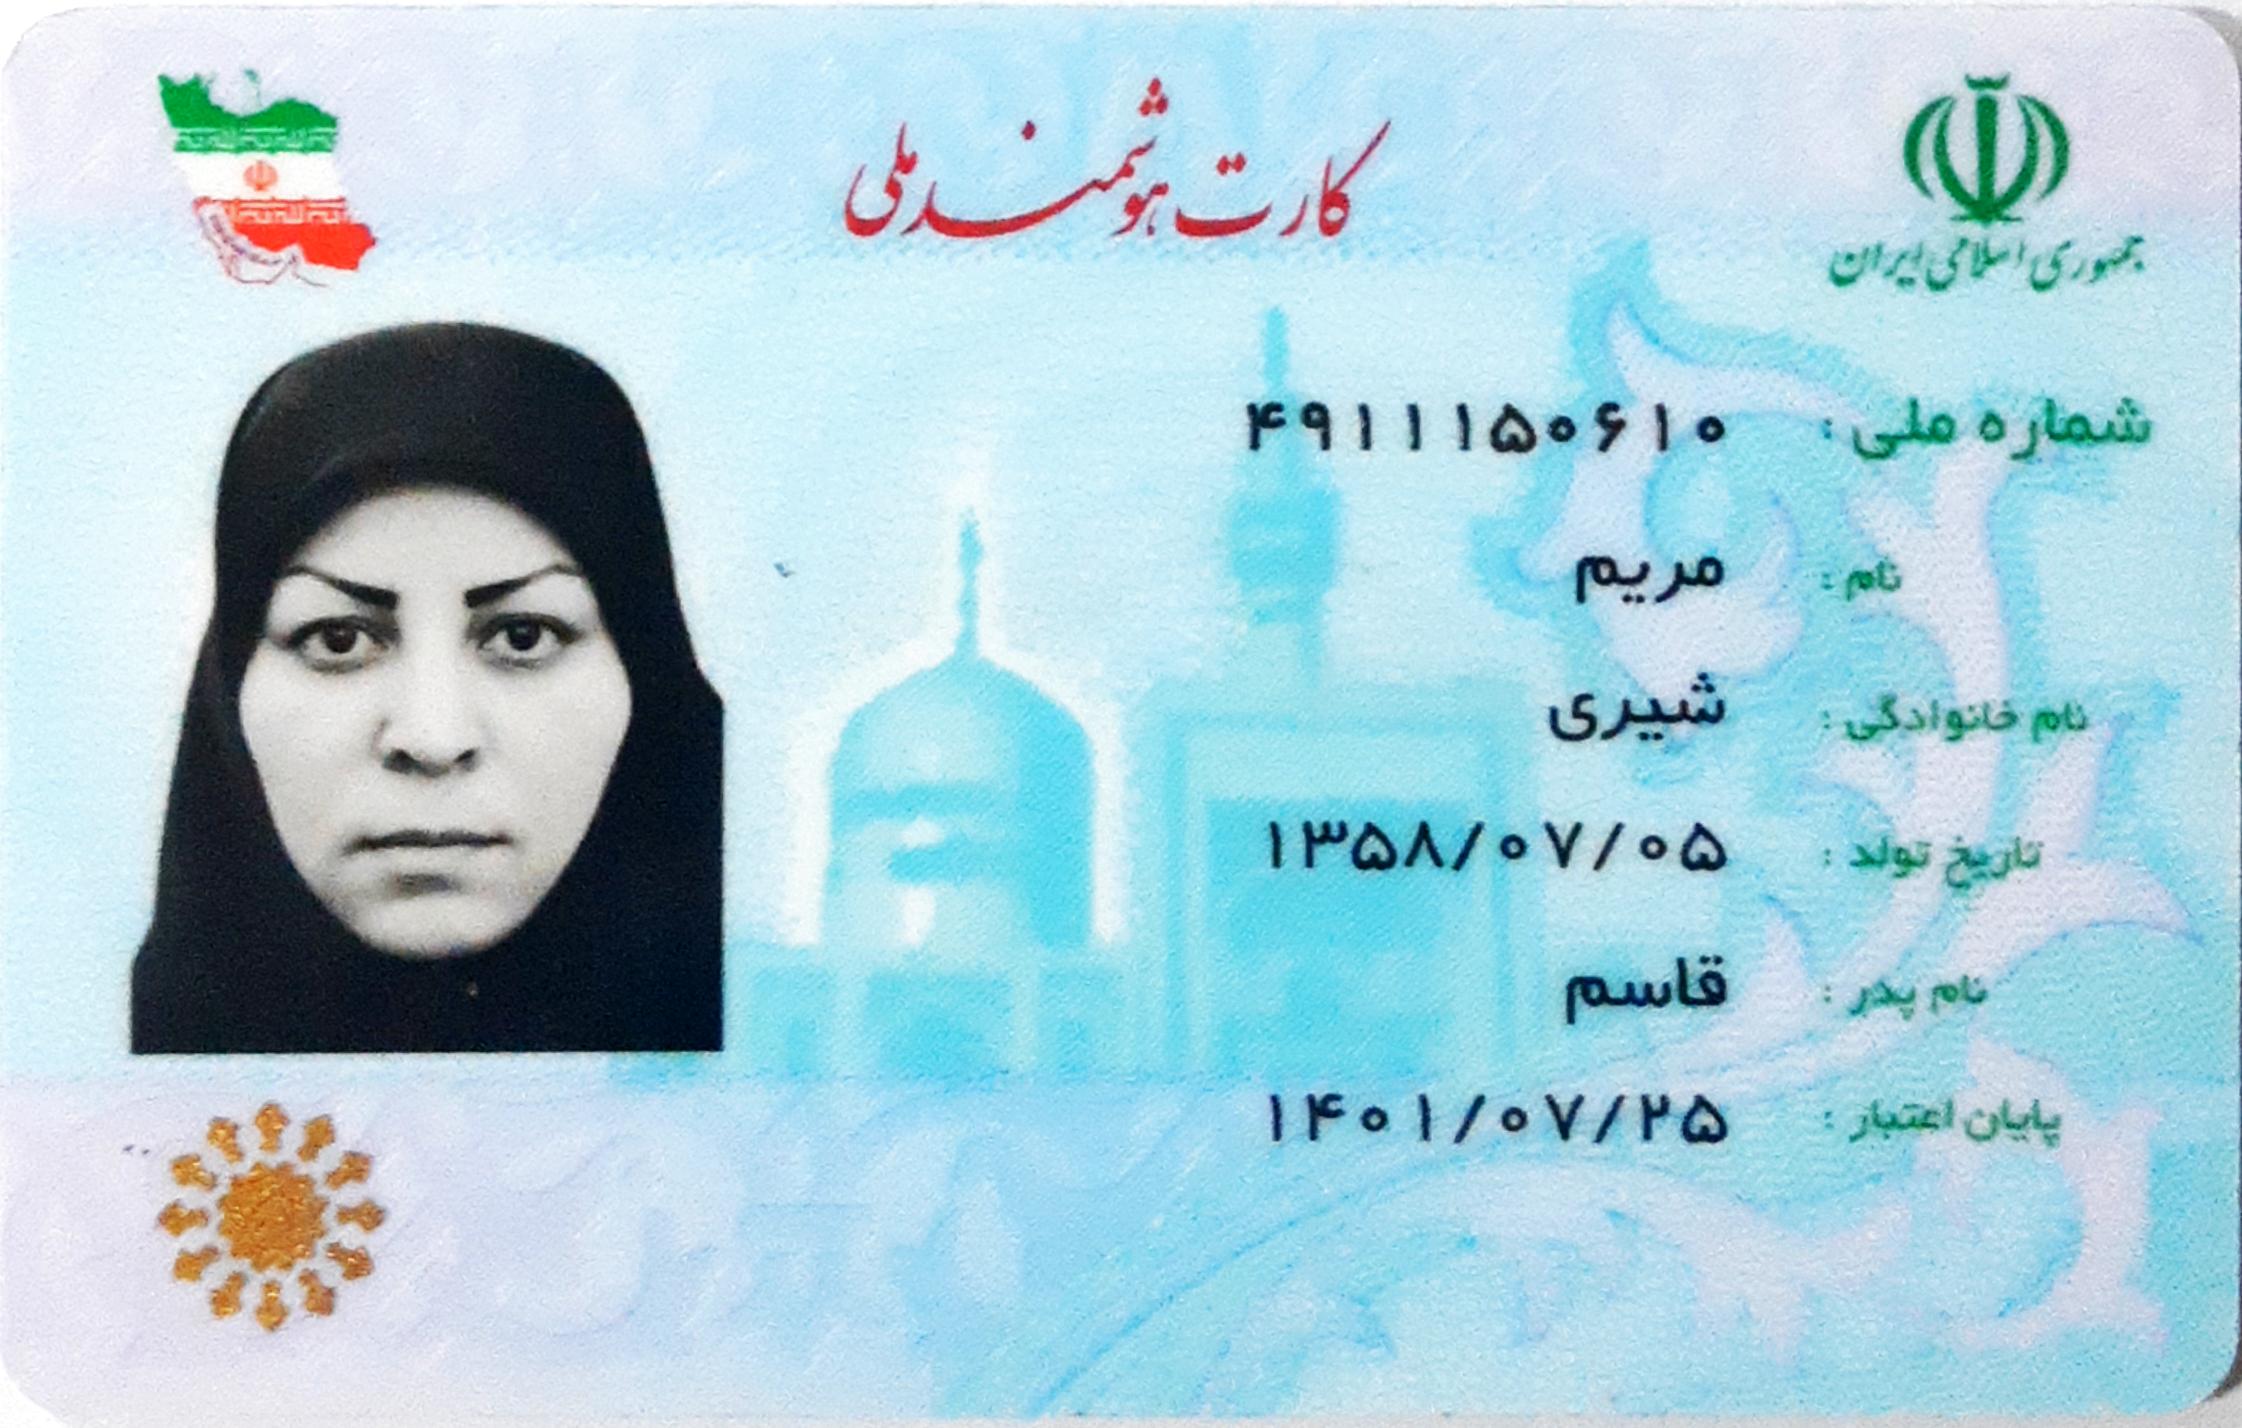 کارت هوشمند ملی
جمهوری اسلامی ایران
شماره ملی : ۴۹۱۱۱۵۰۶۱۰
نام : مریم
نام خانوادگی : شیری
تاریخ تولد : ۱۳۵۸/۰۷/۰۵
نام پدر : قاسم
پایان اعتبار : ۱۴۰۱/۰۷/۲۵